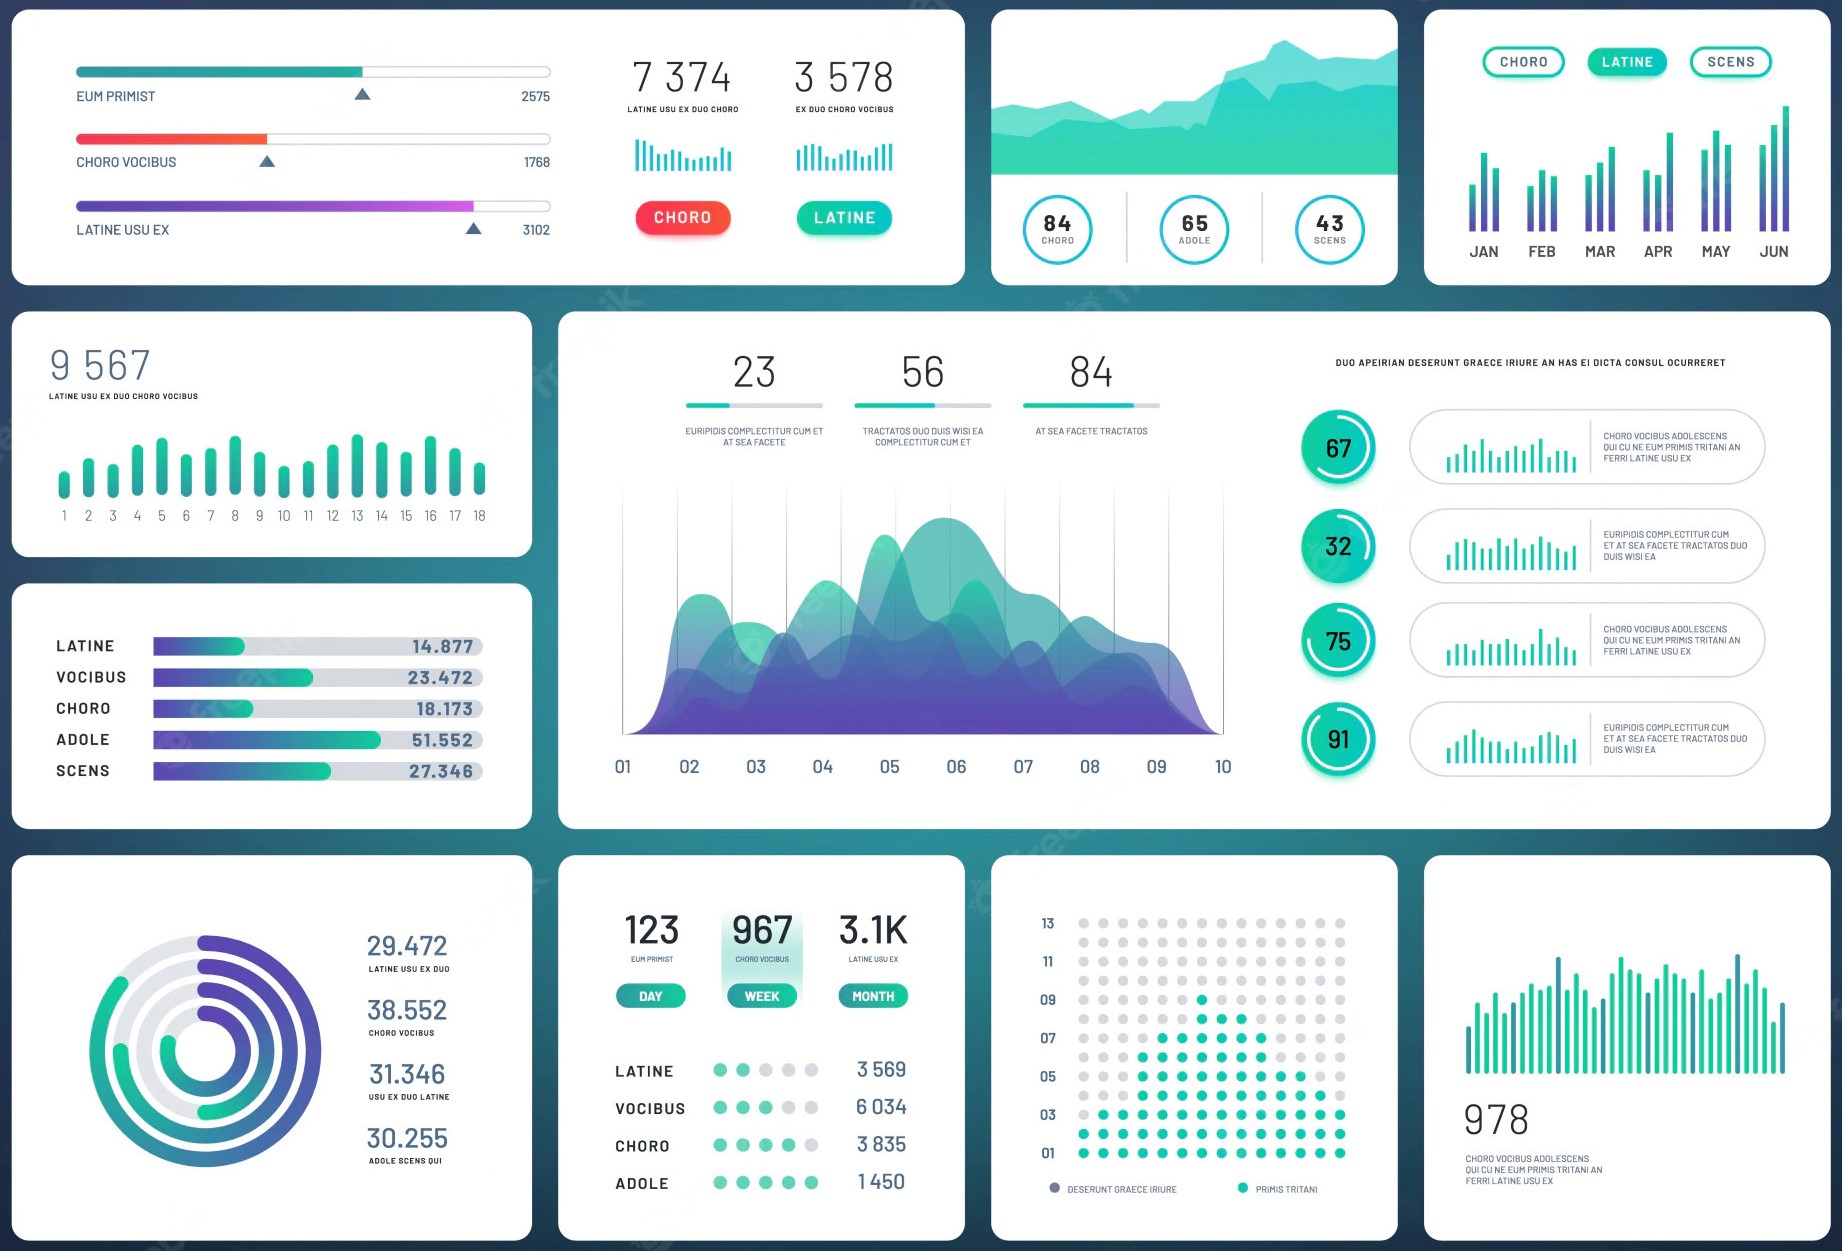 EUM PRIMIST 2575
CHORO VOCIBUS 1768
LATINE USU EX 3102
7 374
LATINE USU EX DUO CHORO
CHORO
3 578
EX DUO CHORO VOCIBUS
LATINE
84
CHORO
65
ADOLE
43
SCENS
CHORO LATINE SCENS
JAN FEB MAR APR MAY JUN
9 567
LATINE USU EX DUO CHORO VOCIBUS
1 2 3 4 5 6 7 8 9 10 11 12 13 14 15 16 17 18
LATINE 14.877
VOCIBUS 23.472
CHORO 18.173
ADOLE 51.552
SCENS 27.346
23
EURIPIDIS COMPLECTITUR CUM ET
AT SEA FACETE
56
TRACTATOS DUO DUIS WISI EA
COMPLECTITUR CUM ET
84
AT SEA FACETE TRACTATOS
01 02 03 04 05 06 07 08 09 10
DUO APEIRIAN DESERUNT GRAECE IRIURE AN HAS EI DICTA CONSUL OCURRERET
67
CHORO VOCIBUS ADOLESCENS
QUI CU NE EUM PRIMIS TRITANI AN
FERRI LATINE USU EX
32
EURIPIDIS COMPLECTITUR CUM
ET AT SEA FACETE TRACTATOS DUO
DUIS WISI EA
75
CHORO VOCIBUS ADOLESCENS
QUI CU NE EUM PRIMIS TRITANI AN
FERRI LATINE USU EX
91
EURIPIDIS COMPLECTITUR CUM
ET AT SEA FACETE TRACTATOS DUO
DUIS WISI EA
29.472
LATINE USU EX DUO
38.552
CHORO VOCIBUS
31.346
USU EX DUO LATINE
30.255
ADOLE SCENS QUI
123
EUM PRIMIST
DAY
967
CHORO VOCIBUS
WEEK
3.1K
LATINE USU EX
MONTH
LATINE 3 569
VOCIBUS 6 034
CHORO 3 835
ADOLE 1 450
13
11
09
07
05
03
01
DESERUNT GRAECE IRIURE PRIMIS TRITANI
978
CHORO VOCIBUS ADOLESCENS
QUI CU NE EUM PRIMIS TRITANI AN
FERRI LATINE USU EX